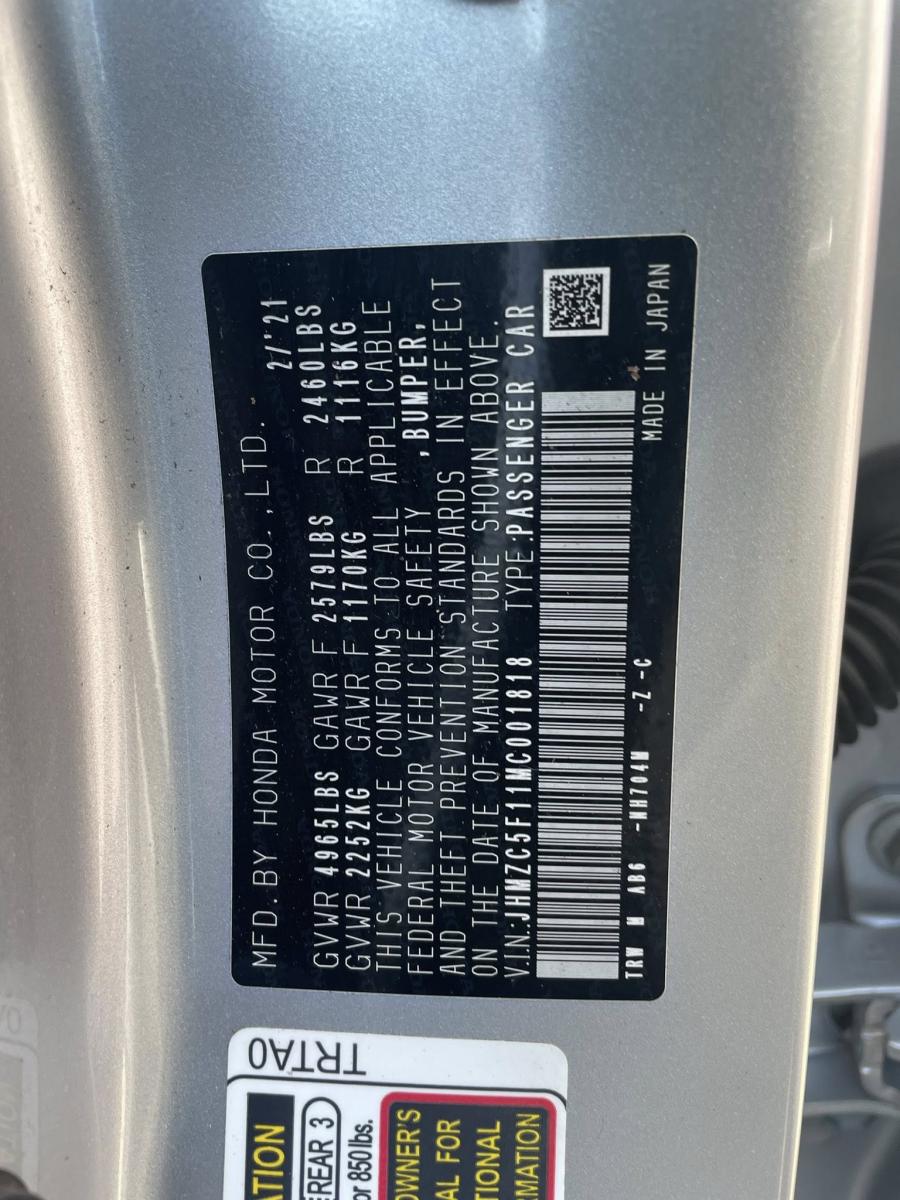 MFD.BY HONDA MOTOR CO.,LTD. 2/'21
GVWR 4965LBS GAWR F 2579LBS R 2460LBS
GVWR 2252KG GAWR F 1170KG R 1116KG
THIS VEHICLE CONFORMS TO ALL APPLICABLE
FEDERAL MOTOR VEHICLE SAFETY ,BUMPER,
AND THEFT PREVENTION STANDARDS IN EFFECT
ON THE DATE OF MANUFACTURE SHOWN ABOVE.
V.I.N.:JHMZC5F11MC001818 TYPE:PASSENGER CAR
TRW M AB6 -NH704M -Z-C MADE IN JAPAN
TRTA0
ATION
REAR 3
or 850 lbs.
OWNER'S
AL FOR
TIONAL
RMATION